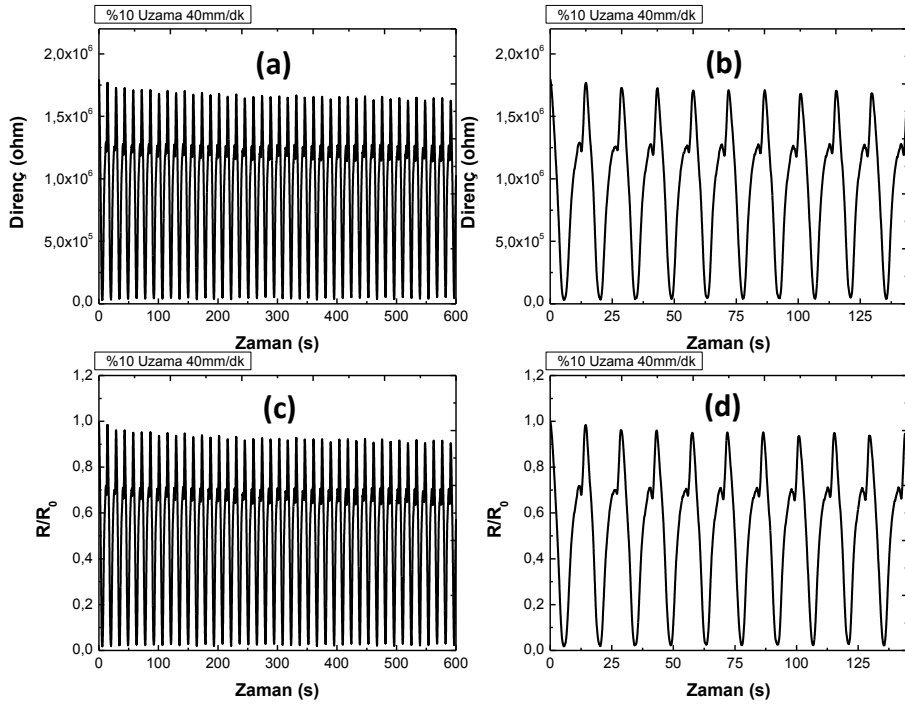 %10 Uzama 40mm/dk
(a)
2,0x10⁶
1,5x10⁶
1,0x10⁶
5,0x10⁵
0,0
Direnç (ohm)
0 100 200 300 400 500 600
Zaman (s)
%10 Uzama 40mm/dk
(b)
2,0x10⁶
1,5x10⁶
1,0x10⁶
5,0x10⁵
0,0
Direnç (ohm)
0 25 50 75 100 125
Zaman (s)
%10 Uzama 40mm/dk
(c)
1,2
1,0
0,8
0,6
0,4
0,2
0,0
R/R₀
0 100 200 300 400 500 600
Zaman (s)
%10 Uzama 40mm/dk
(d)
1,2
1,0
0,8
0,6
0,4
0,2
0,0
R/R₀
0 25 50 75 100 125
Zaman (s)